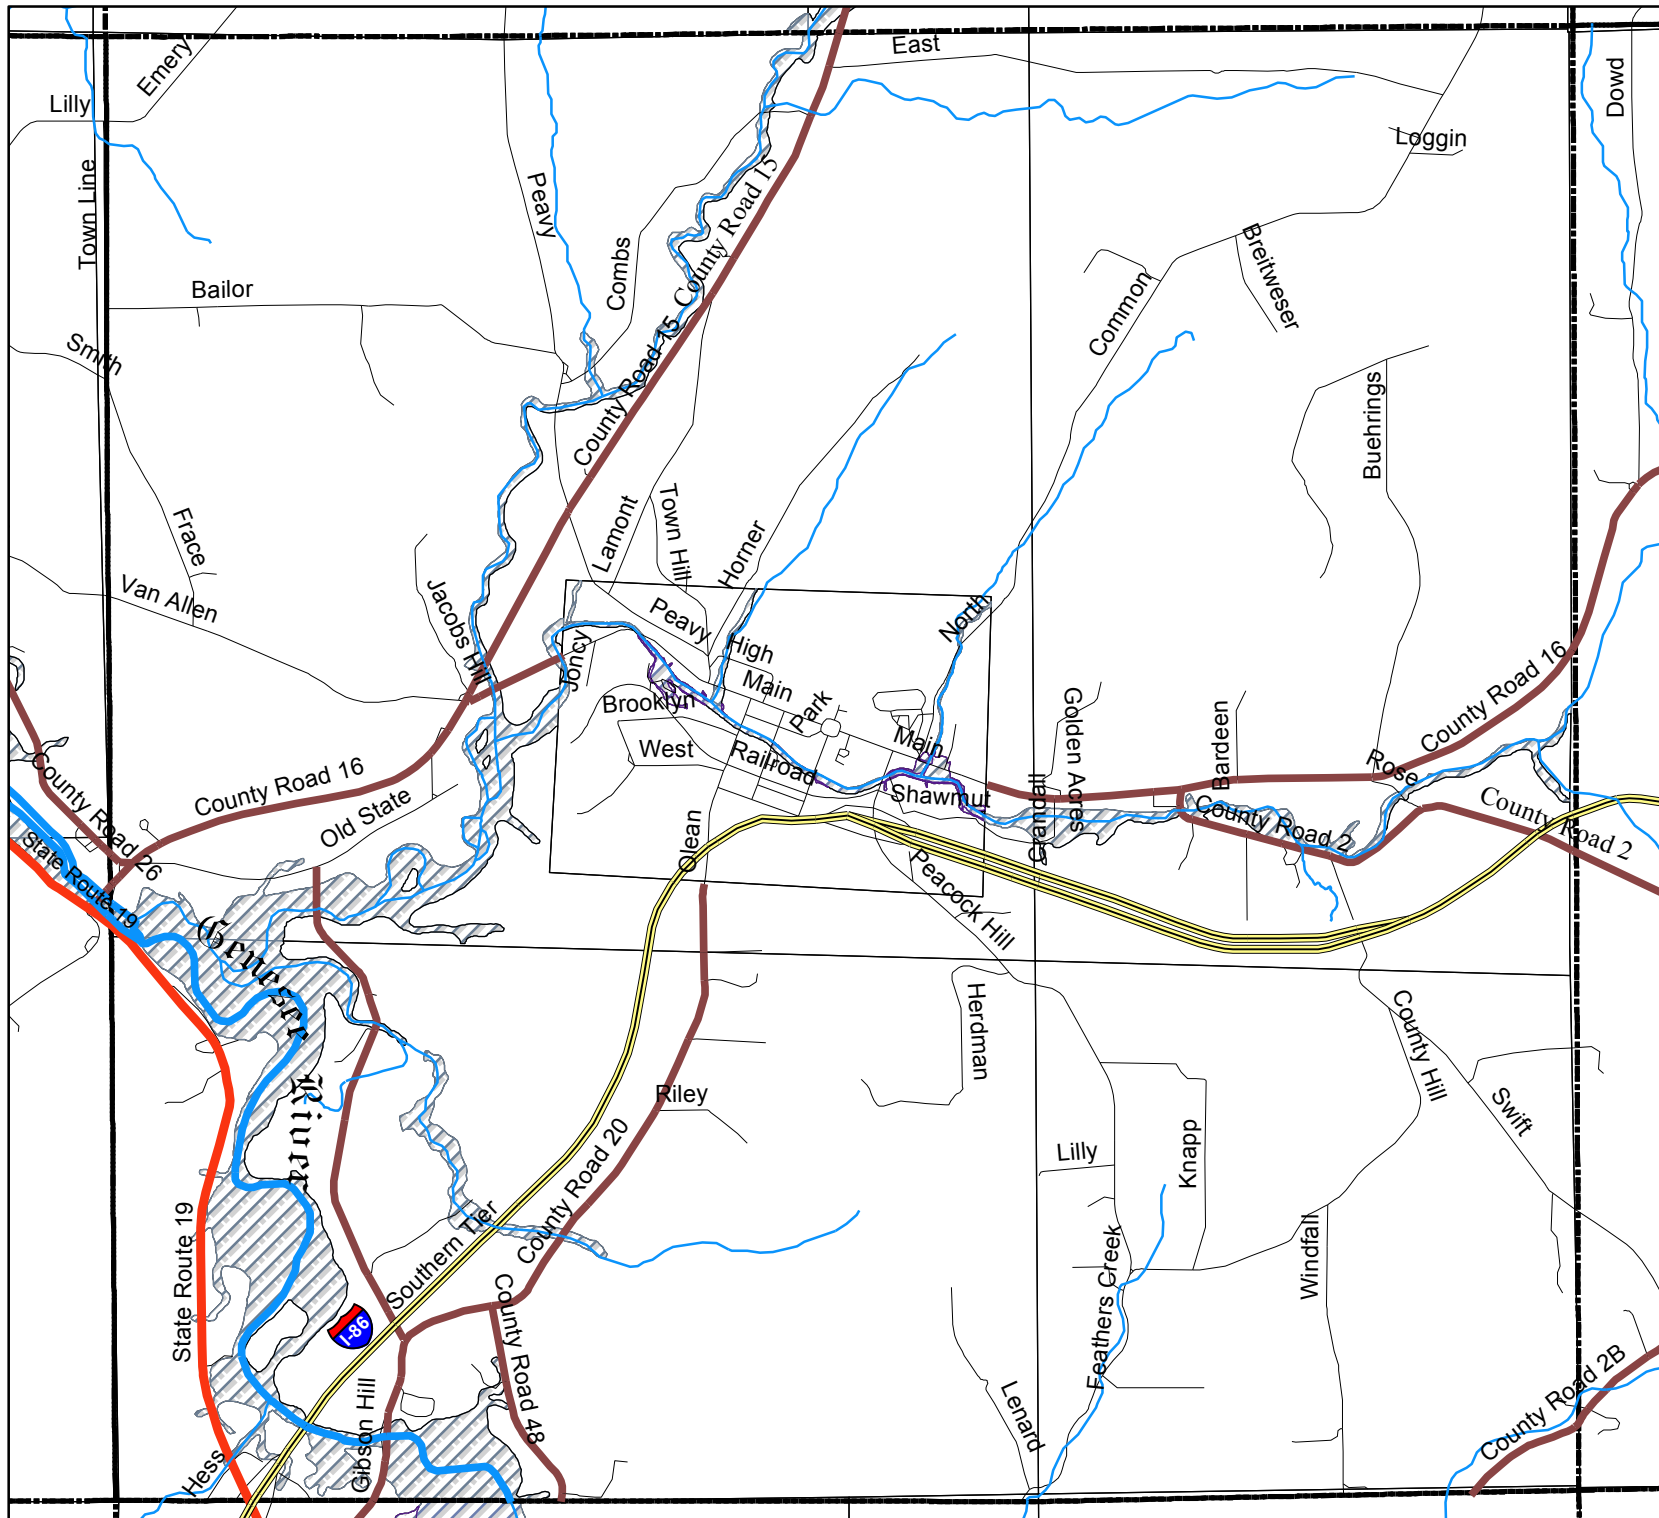 East
Emery
Lilly
Dowd
Loggin
Town Line
Peavy
County Road 15
Combs
Breitweser
Bailor
Common
Smith
County Road 15
Buehrings
Frace
Lamont
Town Hill
Horner
Van Allen
Jacobs Hill
Peavy
North
High
Joncy
Main
Brooklyn
Park
Golden Acres
Bardeen
County Road 16
West
Railroad
Main
Rose
County Road 26
County Road 16
Old State
Shawmut
Crandall
County Road 2
County Road 2
State Route 19
Olean
Peacock Hill
Genesee
River
Herdman
County Hill
Riley
Swift
County Road 20
Lilly
Knapp
State Route 19
Southern Tier
Feathers Creek
Windfall
I-86
County Road 48
Gibson Hill
Lenard
County Road 2B
Hess